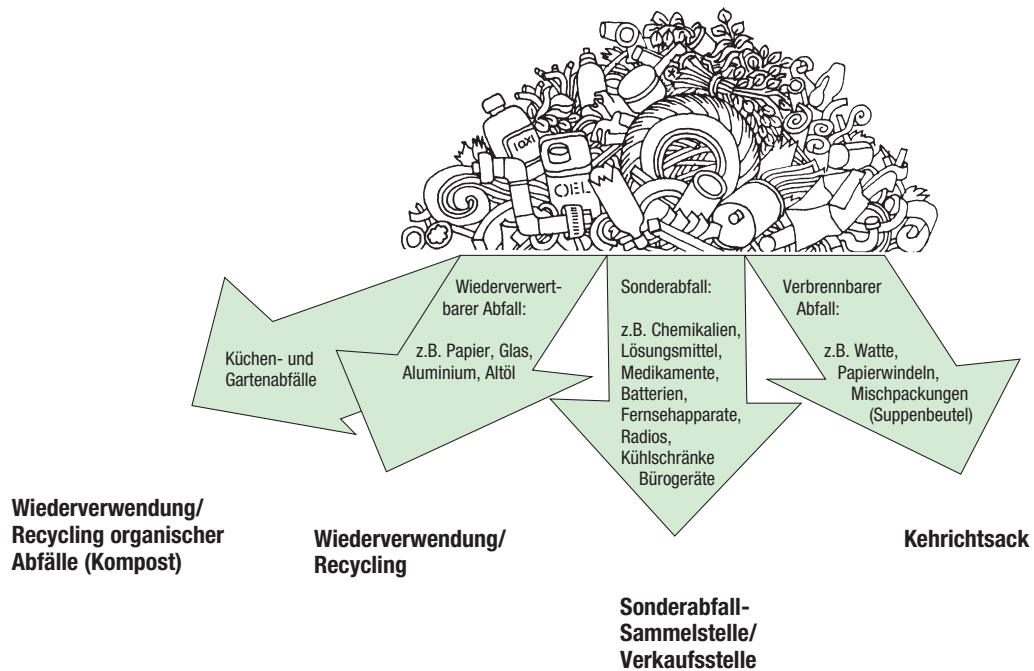 TOXI
OEL
Küchen- und
Gartenabfälle
Wiederverwert-
barer Abfall:
z.B. Papier, Glas,
Aluminium, Altöl
Sonderabfall:
z.B. Chemikalien,
Lösungsmittel,
Medikamente,
Batterien,
Fernsehapparate,
Radios,
Kühlschränke
Bürogeräte
Verbrennbarer
Abfall:
z.B. Watte,
Papierwindeln,
Mischpackungen
(Suppenbeutel)
Wiederverwendung/
Recycling organischer
Abfälle (Kompost)
Wiederverwendung/
Recycling
Sonderabfall-
Sammelstelle/
Verkaufsstelle
Kehrichtsack